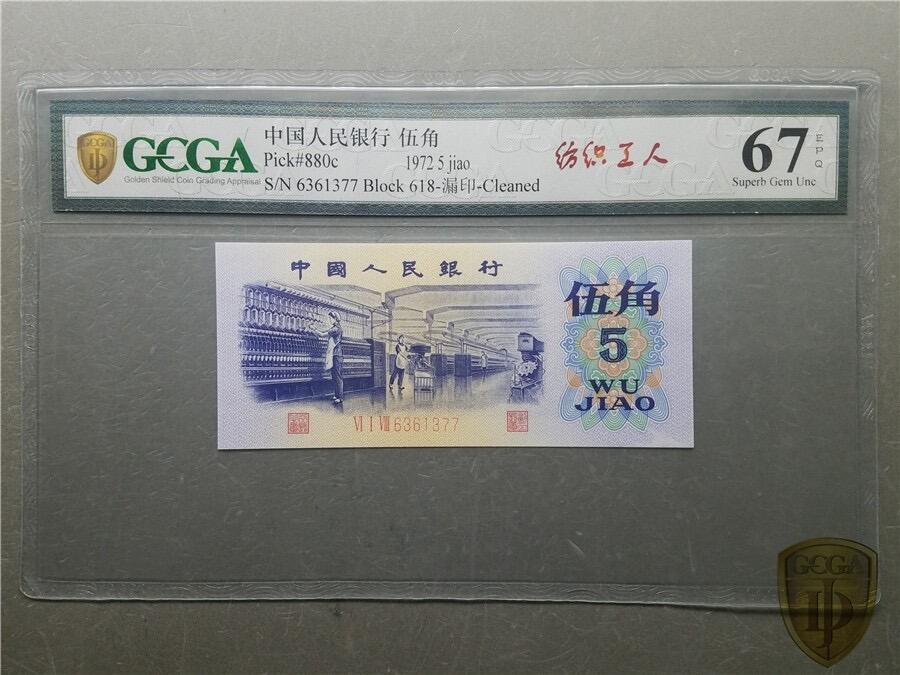 GCGA
Golden Shield Coin Grading Appraisal
中国人民银行 伍角
Pick#880c 1972 5 jiao
S/N 6361377 Block 618-漏印-Cleaned
纺织工人
67
EPQ
Superb Gem Unc
中國人民銀行
伍角
5
WU
JIAO
VI I VIII 6361377
GCGA